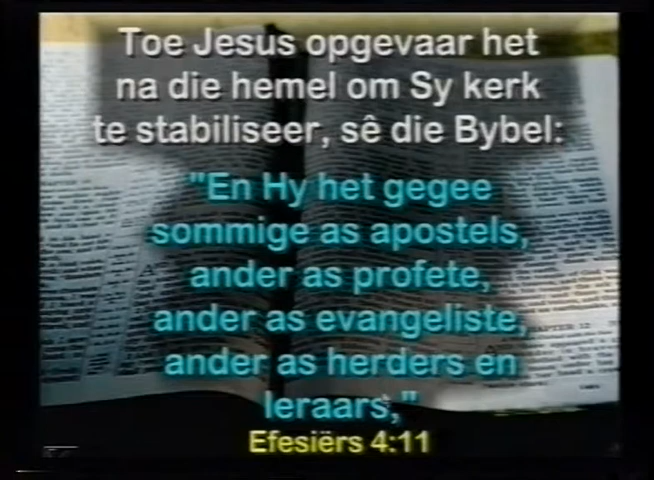 Toe Jesus opgevaar het
na die hemel om Sy kerk
te stabiliseer, sê die Bybel:
"En Hy het gegee
sommige as apostels,
ander as profete,
ander as evangeliste,
ander as herders en
leraars,"
Efesiërs 4:11